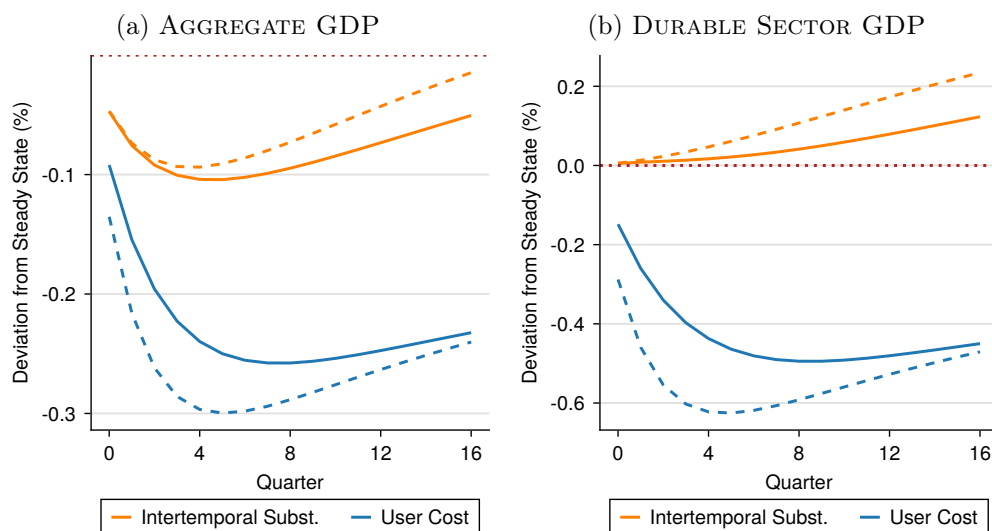 (a) AGGREGATE GDP
Deviation from Steady State (%)
-0.1
-0.2
-0.3
0 4 8 12 16
Quarter
Intertemporal Subst. User Cost
(b) DURABLE SECTOR GDP
Deviation from Steady State (%)
0.2
0.0
-0.2
-0.4
-0.6
0 4 8 12 16
Quarter
Intertemporal Subst. User Cost